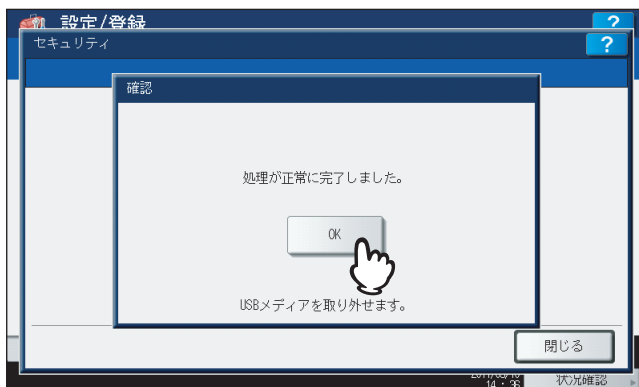 設定/登録
?
セキュリティ
?
確認
処理が正常に完了しました。
OK
USBメディアを取り外せます。
閉じる
14:36
状況確認